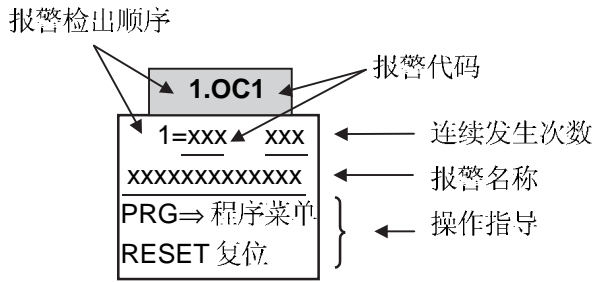 报警检出顺序
1.OC1
报警代码
1=xxx xxx
连续发生次数
xxxxxxxxxxxxx
报警名称
PRG⇒程序菜单
操作指导
RESET 复位